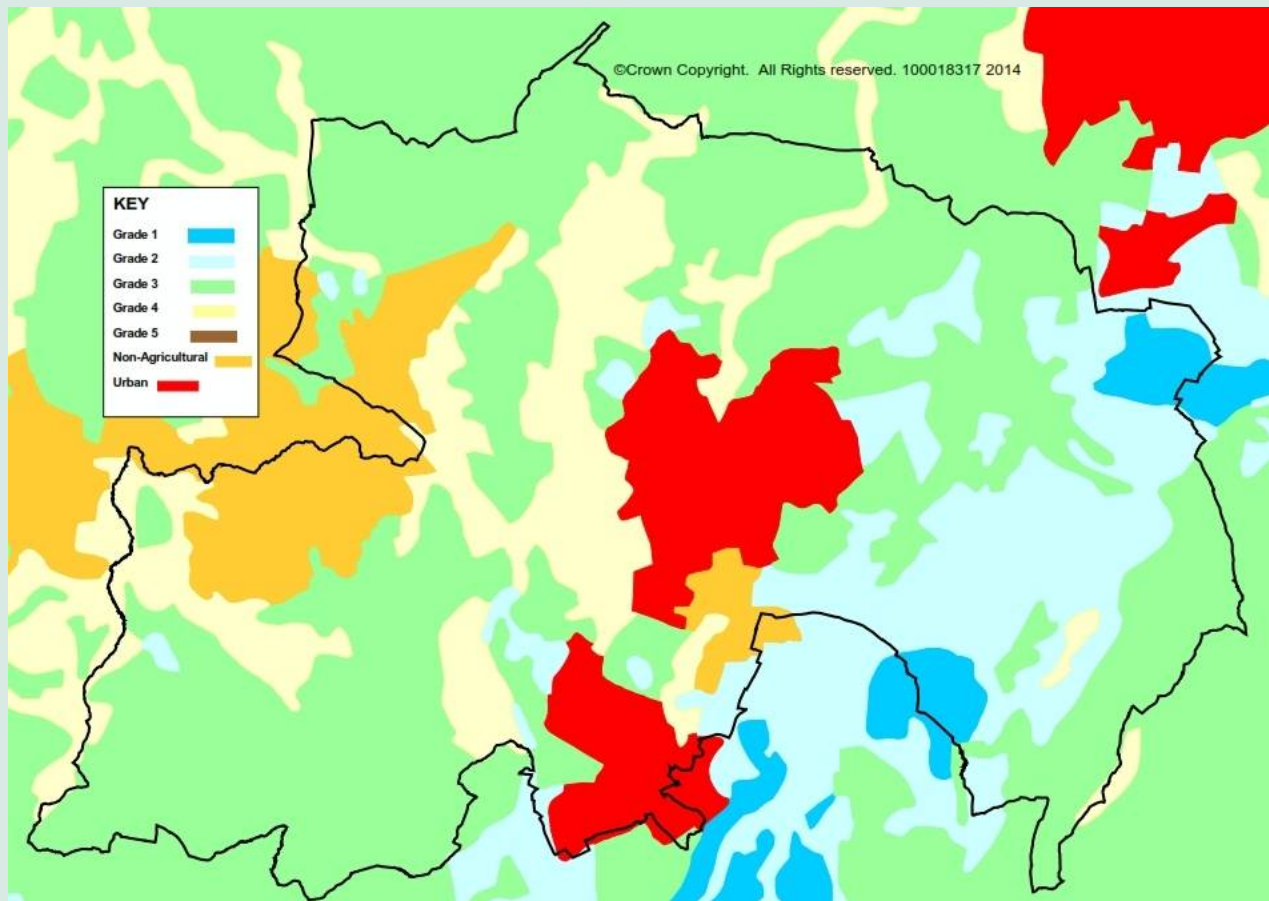 ©Crown Copyright. All Rights reserved. 100018317 2014
KEY
Grade 1
Grade 2
Grade 3
Grade 4
Grade 5
Non-Agricultural
Urban